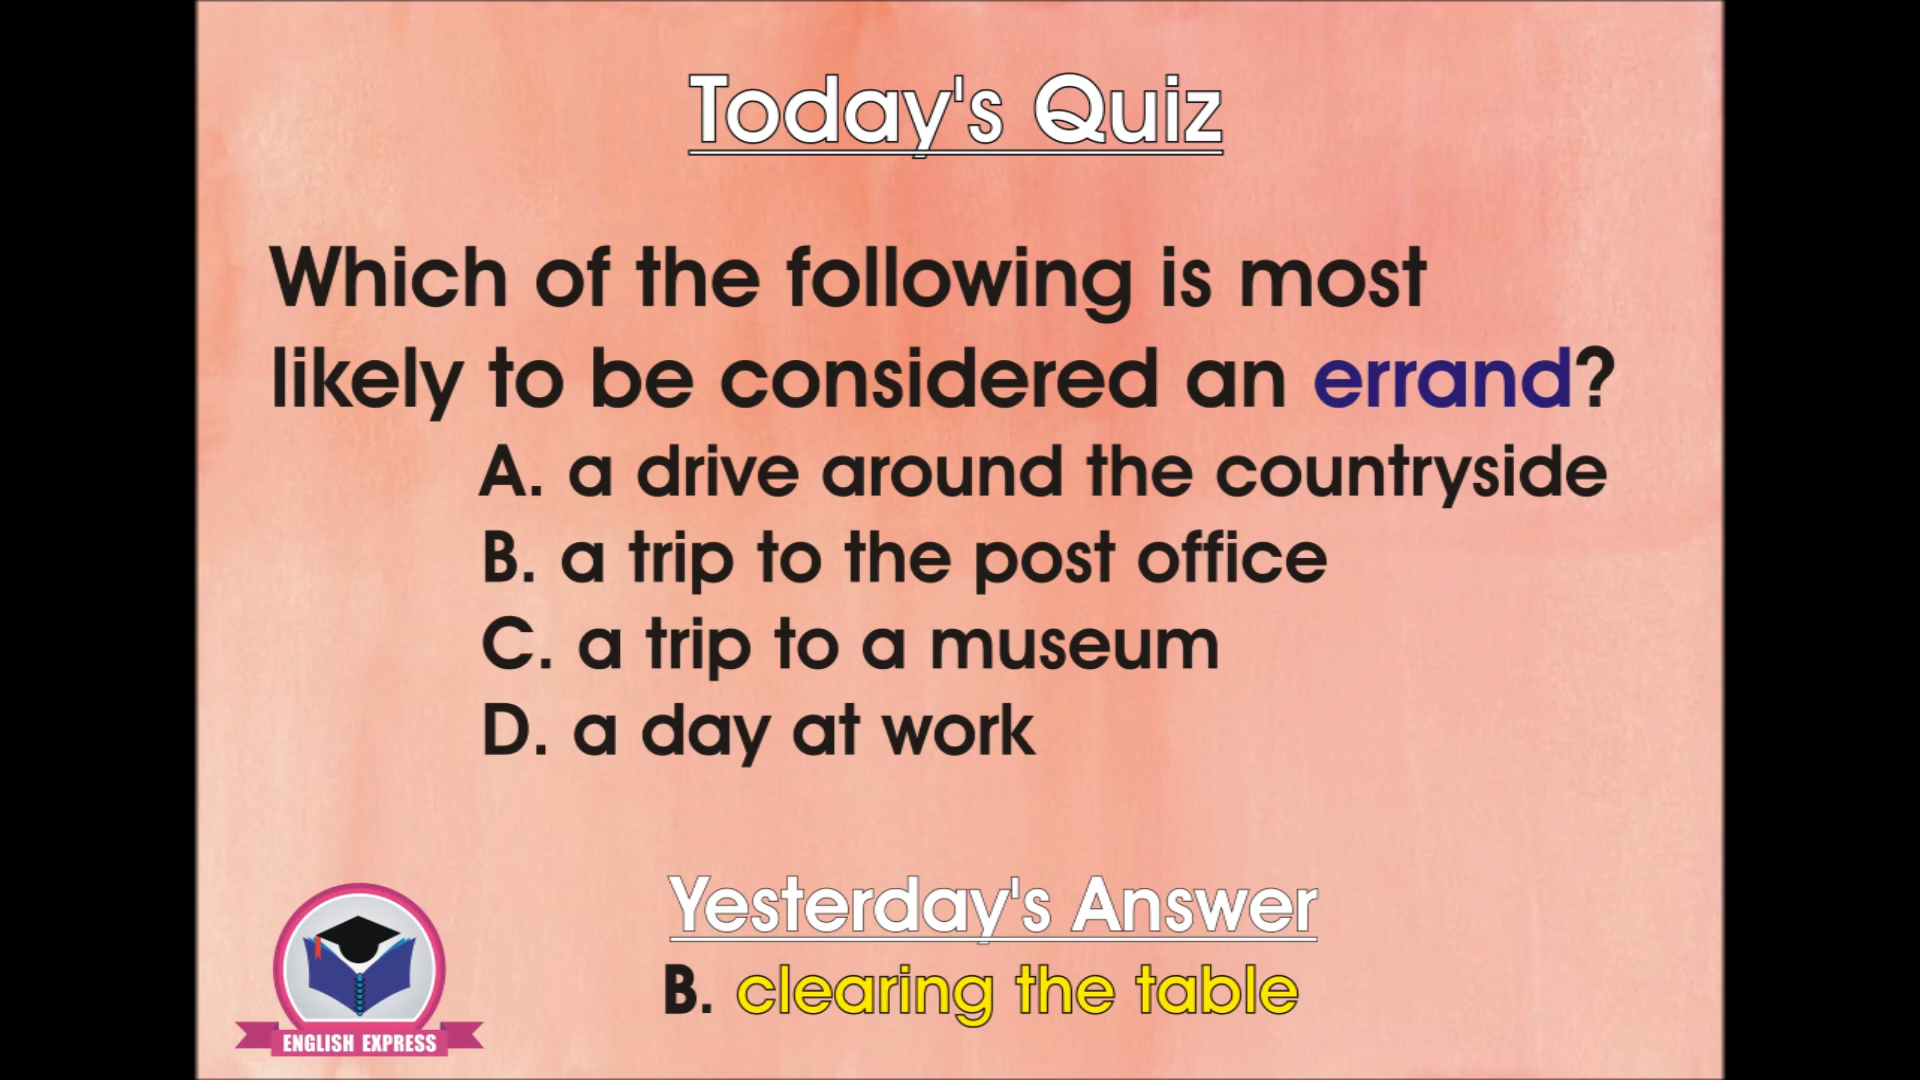 Today's Quiz
Which of the following is most
likely to be considered an errand?
A. a drive around the countryside
B. a trip to the post office
C. a trip to a museum
D. a day at work
Yesterday's Answer
B. clearing the table
ENGLISH EXPRESS